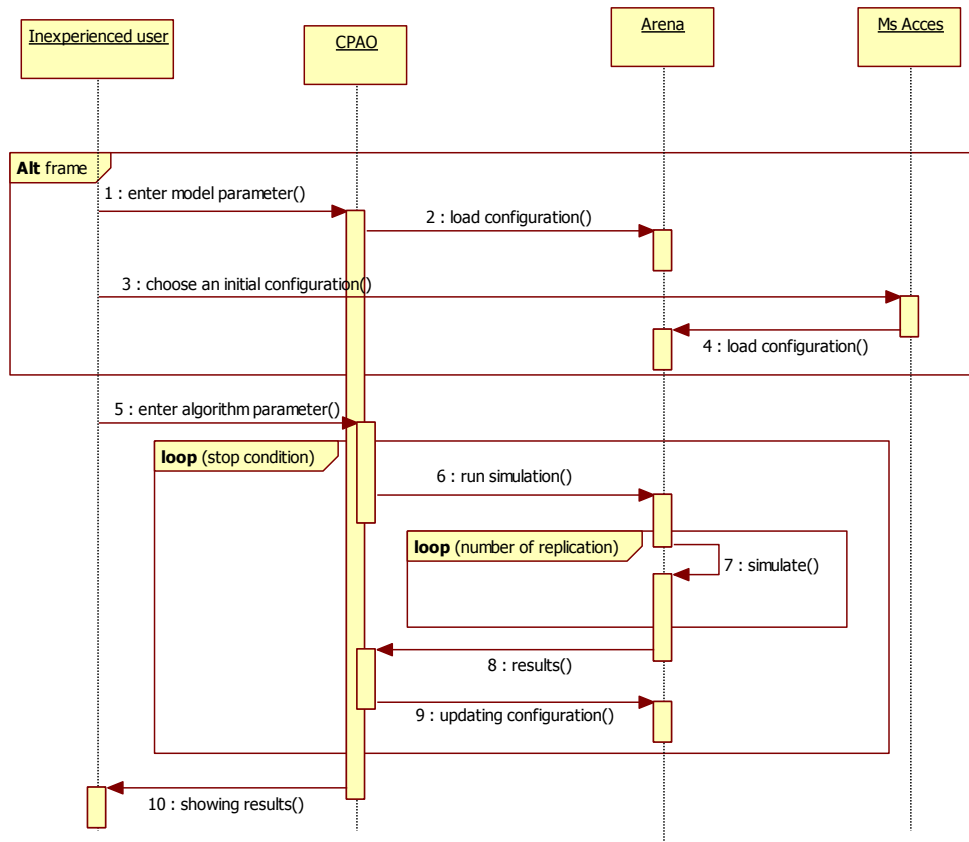 Inexperienced user
CPAO
Arena
Ms Acces
Alt frame
1 : enter model parameter()
2 : load configuration()
3 : choose an initial configuration()
4 : load configuration()
5 : enter algorithm parameter()
loop (stop condition)
6 : run simulation()
loop (number of replication)
7 : simulate()
8 : results()
9 : updating configuration()
10 : showing results()